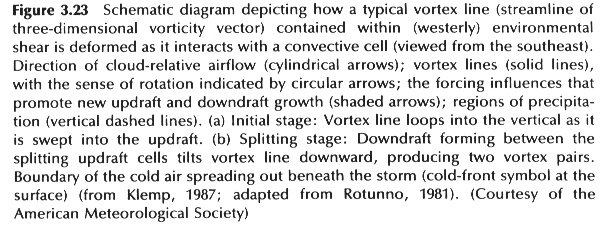 Figure 3.23 Schematic diagram depicting how a typical vortex line (streamline of
three-dimensional vorticity vector) contained within (westerly) environmental
shear is deformed as it interacts with a convective cell (viewed from the southeast).
Direction of cloud-relative airflow (cylindrical arrows); vortex lines (solid lines),
with the sense of rotation indicated by circular arrows; the forcing influences that
promote new updraft and downdraft growth (shaded arrows); regions of precipita-
tion (vertical dashed lines). (a) Initial stage: Vortex line loops into the vertical as it
is swept into the updraft. (b) Splitting stage: Downdraft forming between the
splitting updraft cells tilts vortex line downward, producing two vortex pairs.
Boundary of the cold air spreading out beneath the storm (cold-front symbol at the
surface) (from Klemp, 1987; adapted from Rotunno, 1981). (Courtesy of the
American Meteorological Society)